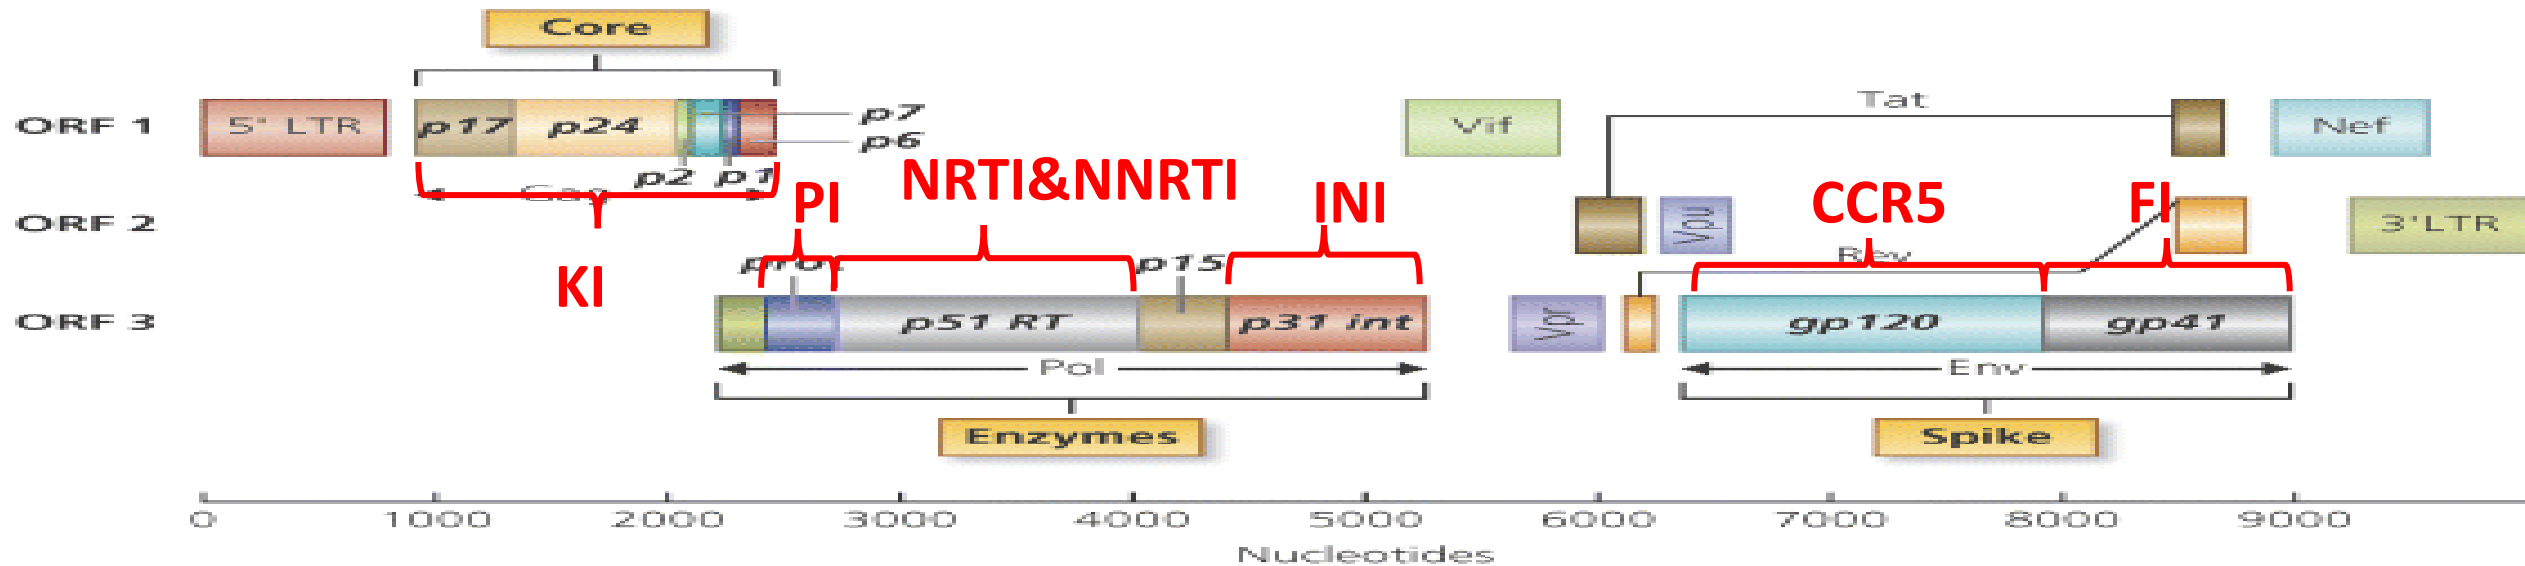 Core
ORF 1
5' LTR
p17
p24
p7
p6
p2
p1
Gag
Vif
Tat
Nef
KI
PI
NRTI&NNRTI
INI
CCR5
FI
ORF 2
Vpu
Rev
3'LTR
prot
p15
ORF 3
p51 RT
p31 int
Vpr
gp120
gp41
Pol
Env
Enzymes
Spike
0 1000 2000 3000 4000 5000 6000 7000 8000 9000
Nucleotides